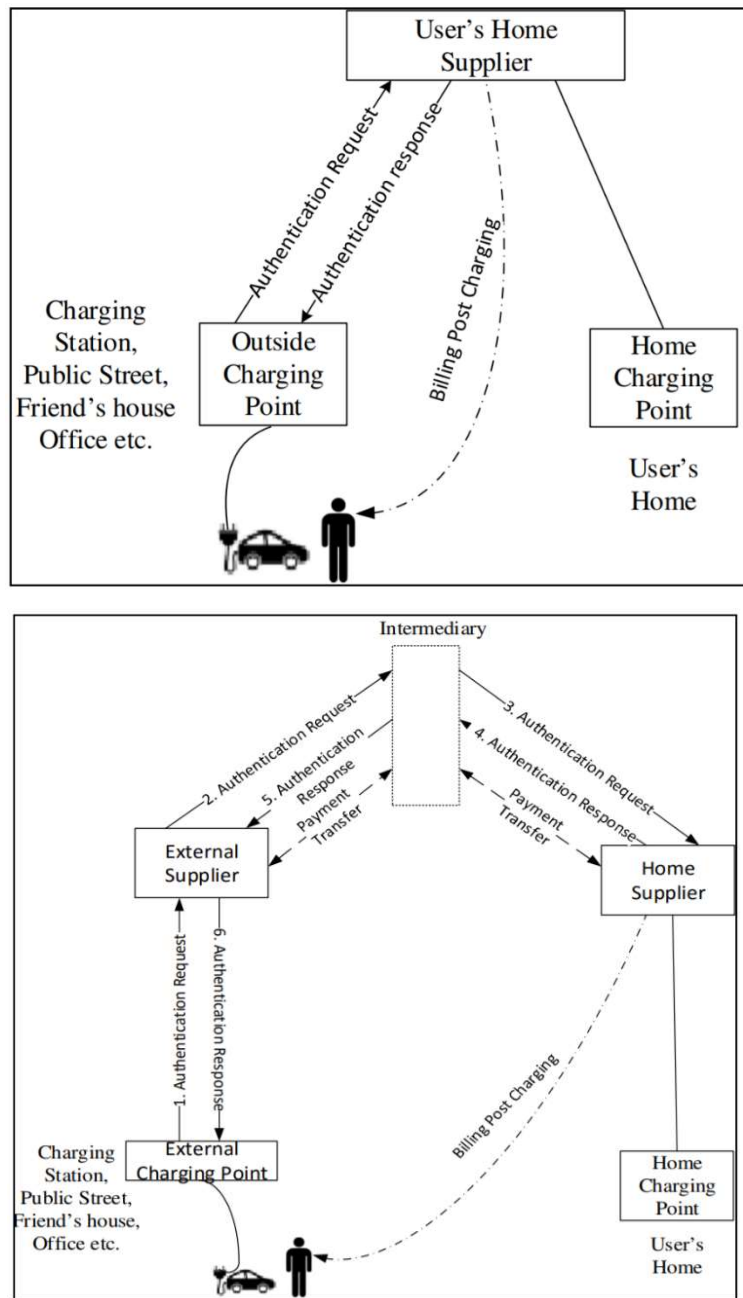 User's Home
Supplier
Authentication Request
Authentication response
Billing Post Charging
Charging
Station,
Public Street,
Friend's house
Office etc.
Outside
Charging
Point
Home
Charging
Point
User's
Home
Intermediary
2. Authentication Request
5. Authentication
Response
Payment
Transfer
3. Authentication Request
4. Authentication Response
Payment
Transfer
External
Supplier
Home
Supplier
1. Authentication Request
6. Authentication Response
Billing Post Charging
Charging
Station,
Public Street,
Friend's house,
Office etc.
External
Charging Point
Home
Charging
Point
User's
Home